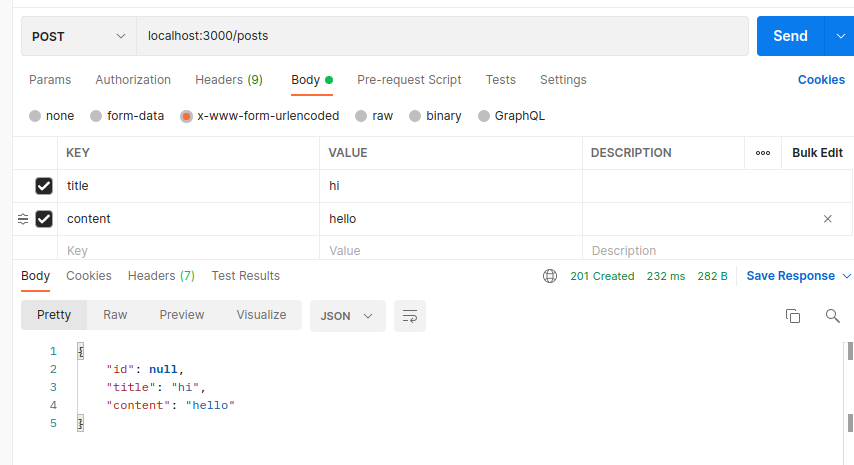 POST localhost:3000/posts Send
Params Authorization Headers (9) Body Pre-request Script Tests Settings Cookies
none form-data x-www-form-urlencoded raw binary GraphQL
KEY VALUE DESCRIPTION ooo Bulk Edit
title hi
content hello
Key Value Description
Body Cookies Headers (7) Test Results 201 Created 232 ms 282 B Save Response
Pretty Raw Preview Visualize JSON
1 {
2 "id": null,
3 "title": "hi",
4 "content": "hello"
5 }